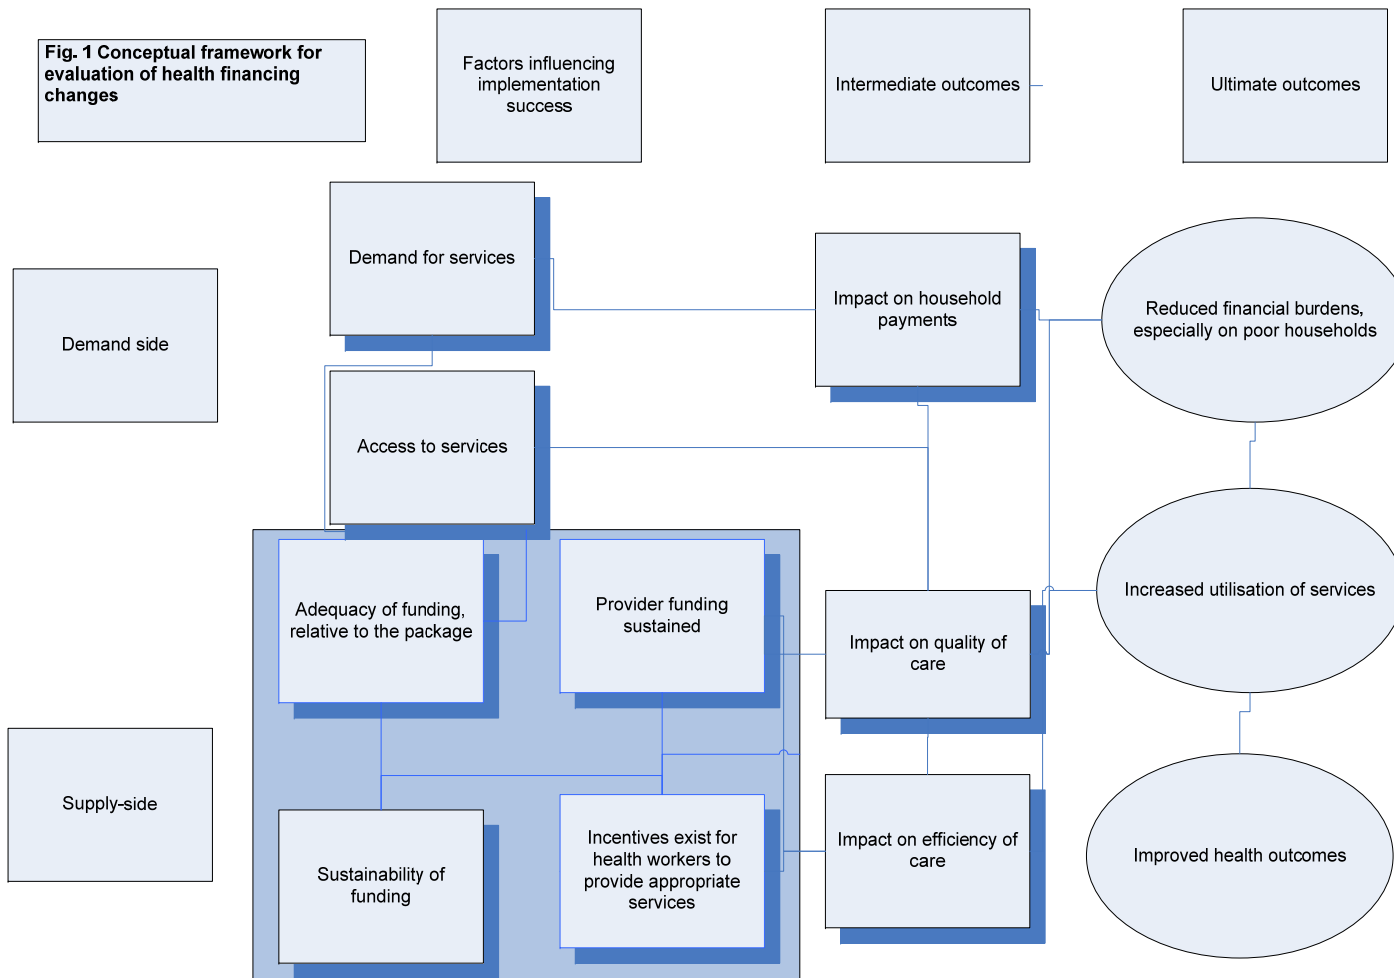 Fig. 1 Conceptual framework for
evaluation of health financing
changes
Factors influencing
implementation
success
Intermediate outcomes
Ultimate outcomes
Demand side
Demand for services
Impact on household
payments
Reduced financial burdens,
especially on poor households
Access to services
Adequacy of funding,
relative to the package
Provider funding
sustained
Impact on quality of
care
Increased utilisation of services
Supply-side
Sustainability of
funding
Incentives exist for
health workers to
provide appropriate
services
Impact on efficiency of
care
Improved health outcomes